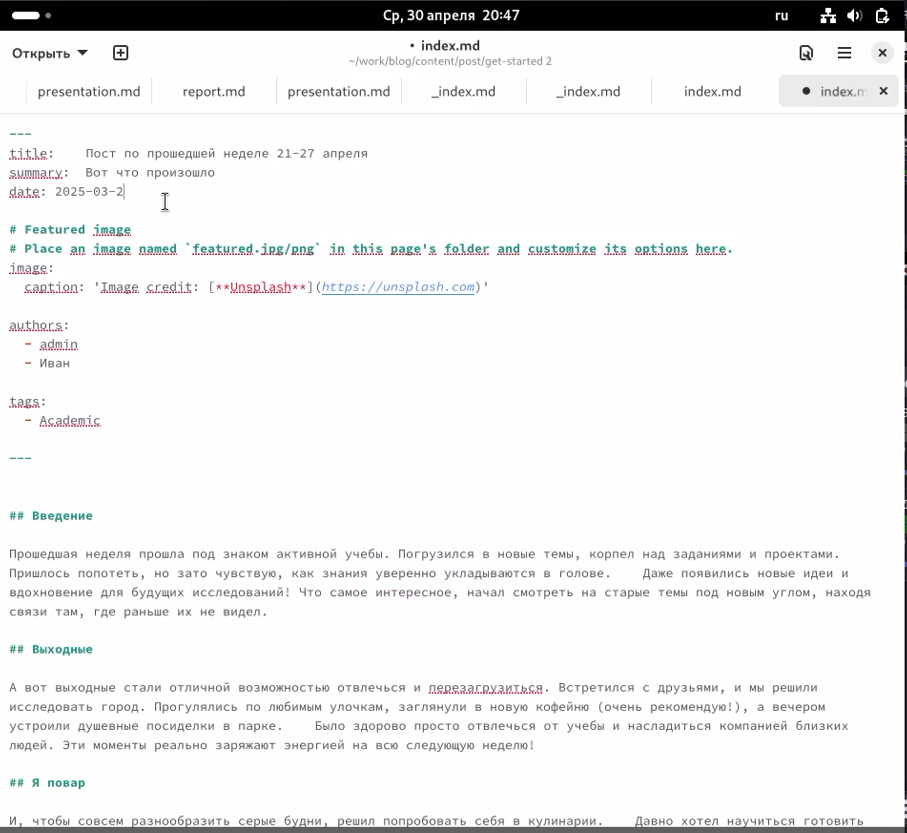 Ср, 30 апреля 20:47
ru
Открыть
• index.md
~/work/blog/content/post/get-started 2
presentation.md
report.md
presentation.md
_index.md
_index.md
index.md
index.m
---
title:    Пост по прошедшей неделе 21-27 апреля
summary:  Вот что произошло
date: 2025-03-2
# Featured image
# Place an image named `featured.jpg/png` in this page's folder and customize its options here.
image:
caption: 'Image credit: [**Unsplash**](https://unsplash.com)'
authors:
- admin
- Иван
tags:
- Academic
---
## Введение
Прошедшая неделя прошла под знаком активной учебы. Погрузился в новые темы, корпел над заданиями и проектами.
Пришлось попотеть, но зато чувствую, как знания уверенно укладываются в голове.    Даже появились новые идеи и
вдохновение для будущих исследований! Что самое интересное, начал смотреть на старые темы под новым углом, находя
связи там, где раньше их не видел.
## Выходные
А вот выходные стали отличной возможностью отвлечься и перезагрузиться. Встретился с друзьями, и мы решили
исследовать город. Прогулялись по любимым улочкам, заглянули в новую кофейню (очень рекомендую!), а вечером
устроили душевные посиделки в парке.    Было здорово просто отвлечься от учебы и насладиться компанией близких
людей. Эти моменты реально заряжают энергией на всю следующую неделю!
## Я повар
И, чтобы совсем разнообразить серые будни, решил попробовать себя в кулинарии.    Давно хотел научиться готовить